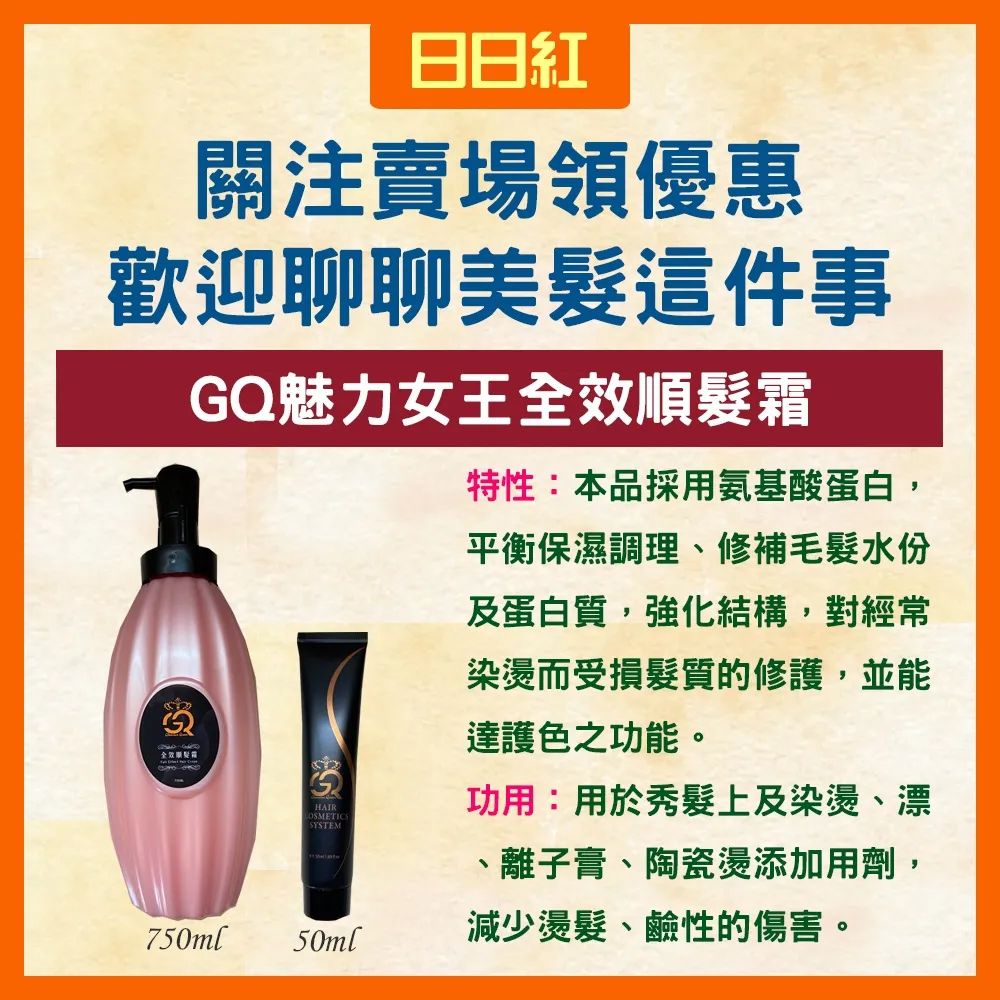 日日紅
關注賣場領優惠
歡迎聊聊美髮這件事
GQ魅力女王全效順髮霜
特性：本品採用氨基酸蛋白，
平衡保濕調理、修補毛髮水份
及蛋白質，強化結構，對經常
染燙而受損髮質的修護，並能
達護色之功能。
功用：用於秀髮上及染燙、漂
、離子膏、陶瓷燙添加用劑，
減少燙髮、鹼性的傷害。
GQ
全效順髮霜
GQ
HAIR
COSMETICS
SYSTEM
750ml
50ml